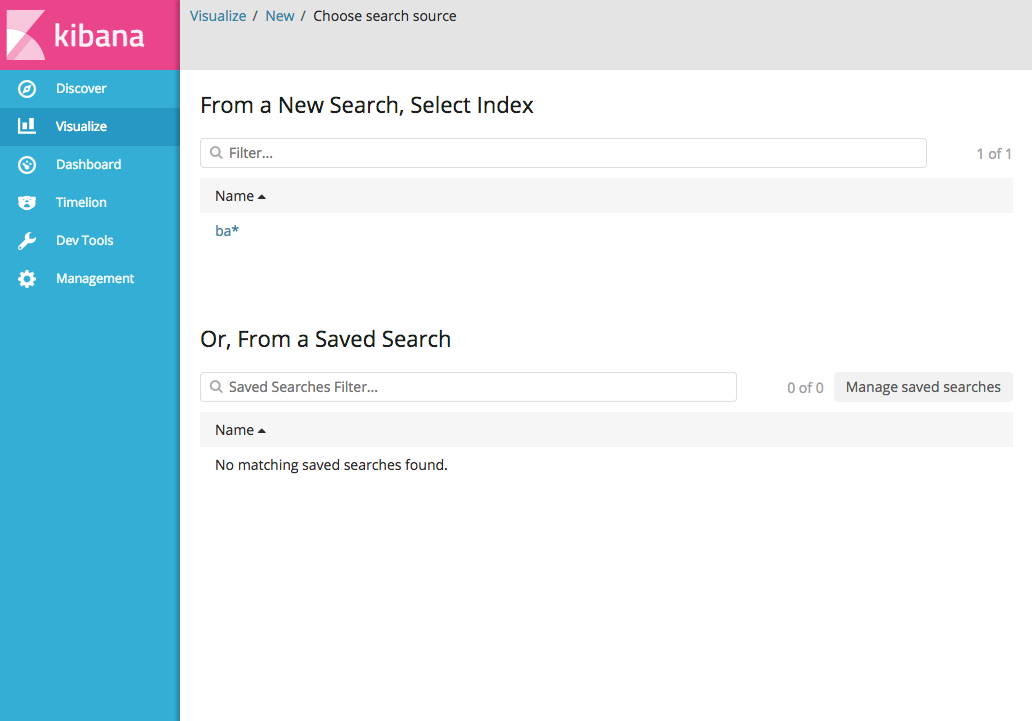 kibana
Visualize / New / Choose search source
Discover
Visualize
Dashboard
Timelion
Dev Tools
Management
From a New Search, Select Index
Filter...
1 of 1
Name
ba*
Or, From a Saved Search
Saved Searches Filter...
0 of 0
Manage saved searches
Name
No matching saved searches found.